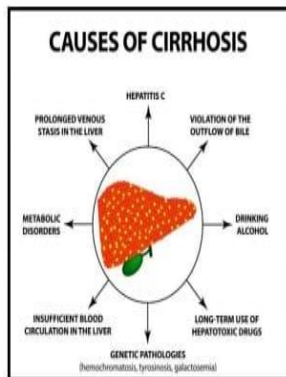 CAUSES OF CIRRHOSIS
HEPATITIS C
PROLONGED VENOUS
STASIS IN THE LIVER
VIOLATION OF
THE OUTFLOW OF BILE
METABOLIC
DISORDERS
DRINKING
ALCOHOL
INSUFFICIENT BLOOD
CIRCULATION IN THE LIVER
LONG-TERM USE OF
HEPATOTOXIC DRUGS
GENETIC PATHOLOGIES
(hemochromatosis, tyrosinosis, galactosemia)